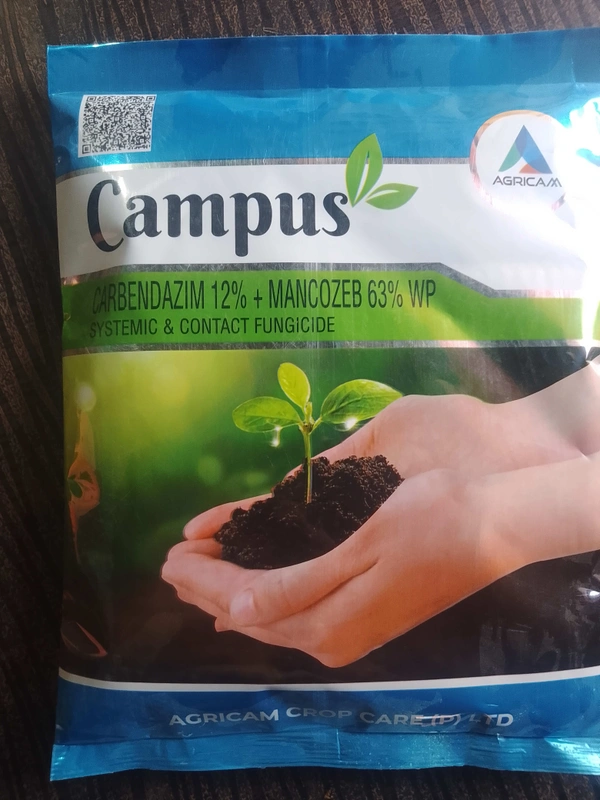 AGRICAM
Campus
CARBENDAZIM 12% + MANCOZEB 63% WP
SYSTEMIC & CONTACT FUNGICIDE
AGRICAM CROP CARE (P) LTD